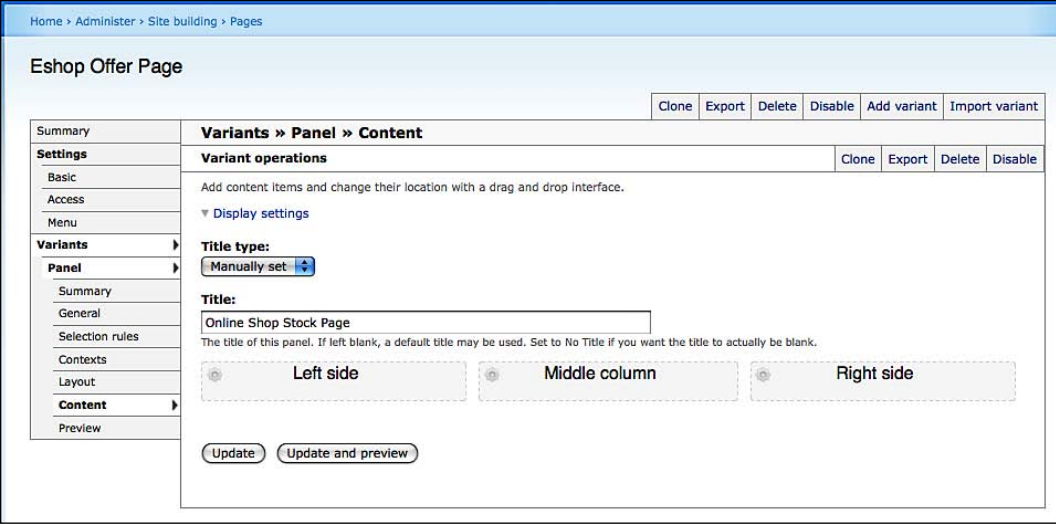 Home › Administer › Site building › Pages
Eshop Offer Page
Clone Export Delete Disable Add variant Import variant
Summary
Settings
Basic
Access
Menu
Variants
Panel
Summary
General
Selection rules
Contexts
Layout
Content
Preview
Variants » Panel » Content
Variant operations
Clone Export Delete Disable
Add content items and change their location with a drag and drop interface.
Display settings
Title type:
Manually set
Title:
Online Shop Stock Page
The title of this panel. If left blank, a default title may be used. Set to No Title if you want the title to actually be blank.
Left side Middle column Right side
Update Update and preview